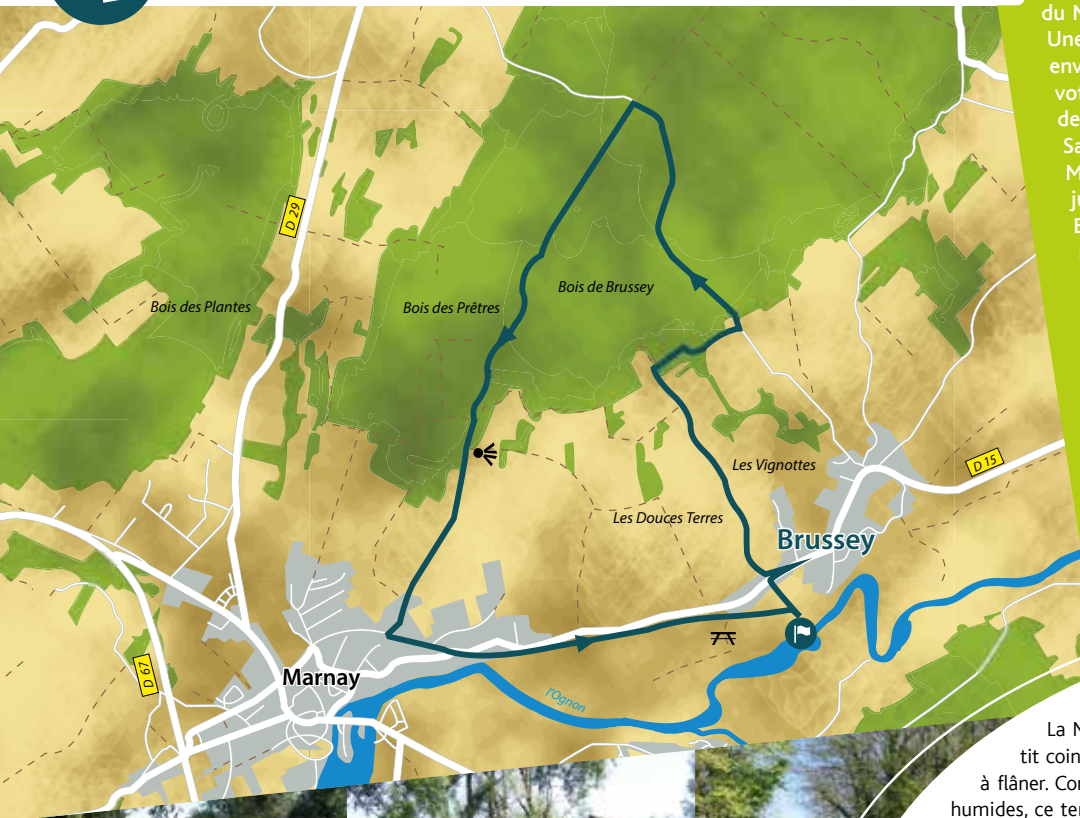 du
Une
env
vot
de
Sa
M
ju
D 29
Bois des Plantes
Bois des Prêtres
Bois de Brussey
Les Vignottes
D 15
Les Douces Terres
Brussey
D 67
Marnay
l'Ognon
La
tit coin
à flâner. Co
humides, ce te